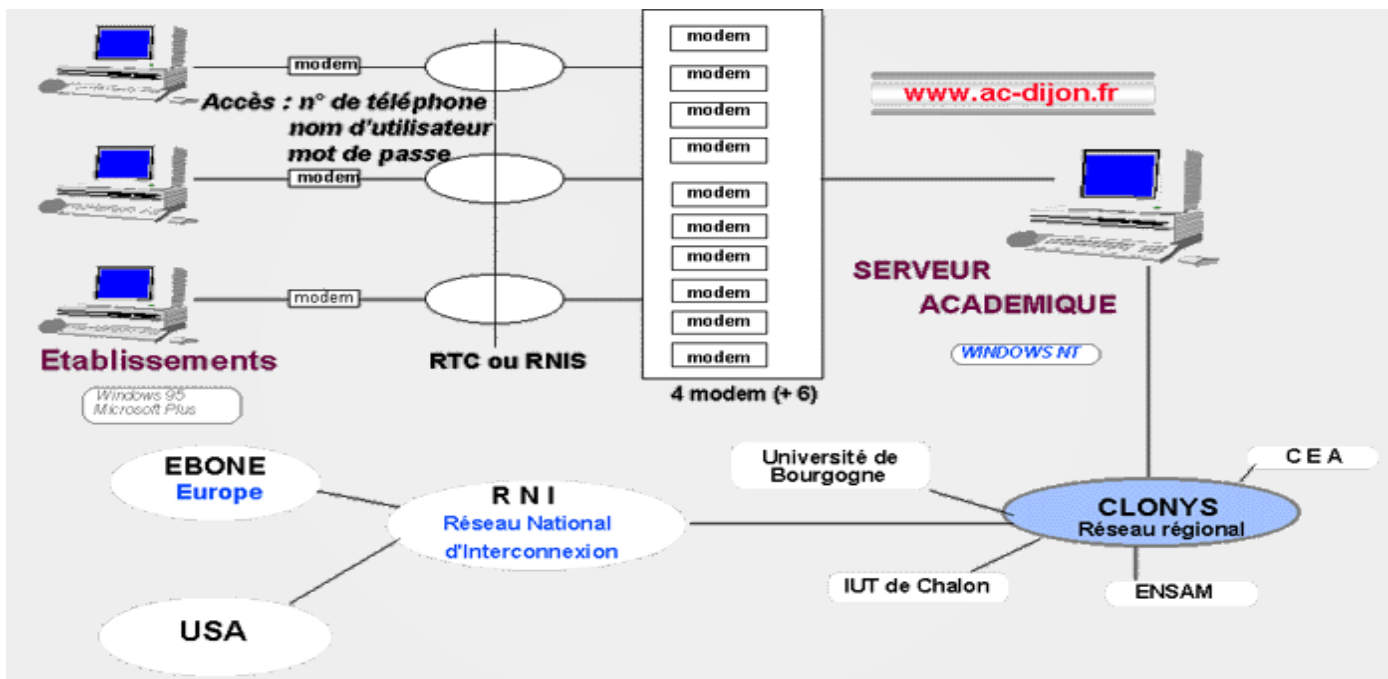 modem
modem
modem
modem
modem
modem
modem
modem
modem
modem
modem
Accès : n° de téléphone
nom d'utilisateur
mot de passe
modem
modem
www.ac-dijon.fr
SERVEUR
ACADEMIQUE
WINDOWS NT
Etablissements
Windows 95
Microsoft Plus
RTC ou RNIS
4 modem (+ 6)
EBONE
Europe
R N I
Réseau National
d'Interconnexion
USA
Université de
Bourgogne
C E A
CLONYS
Réseau régional
IUT de Chalon
ENSAM